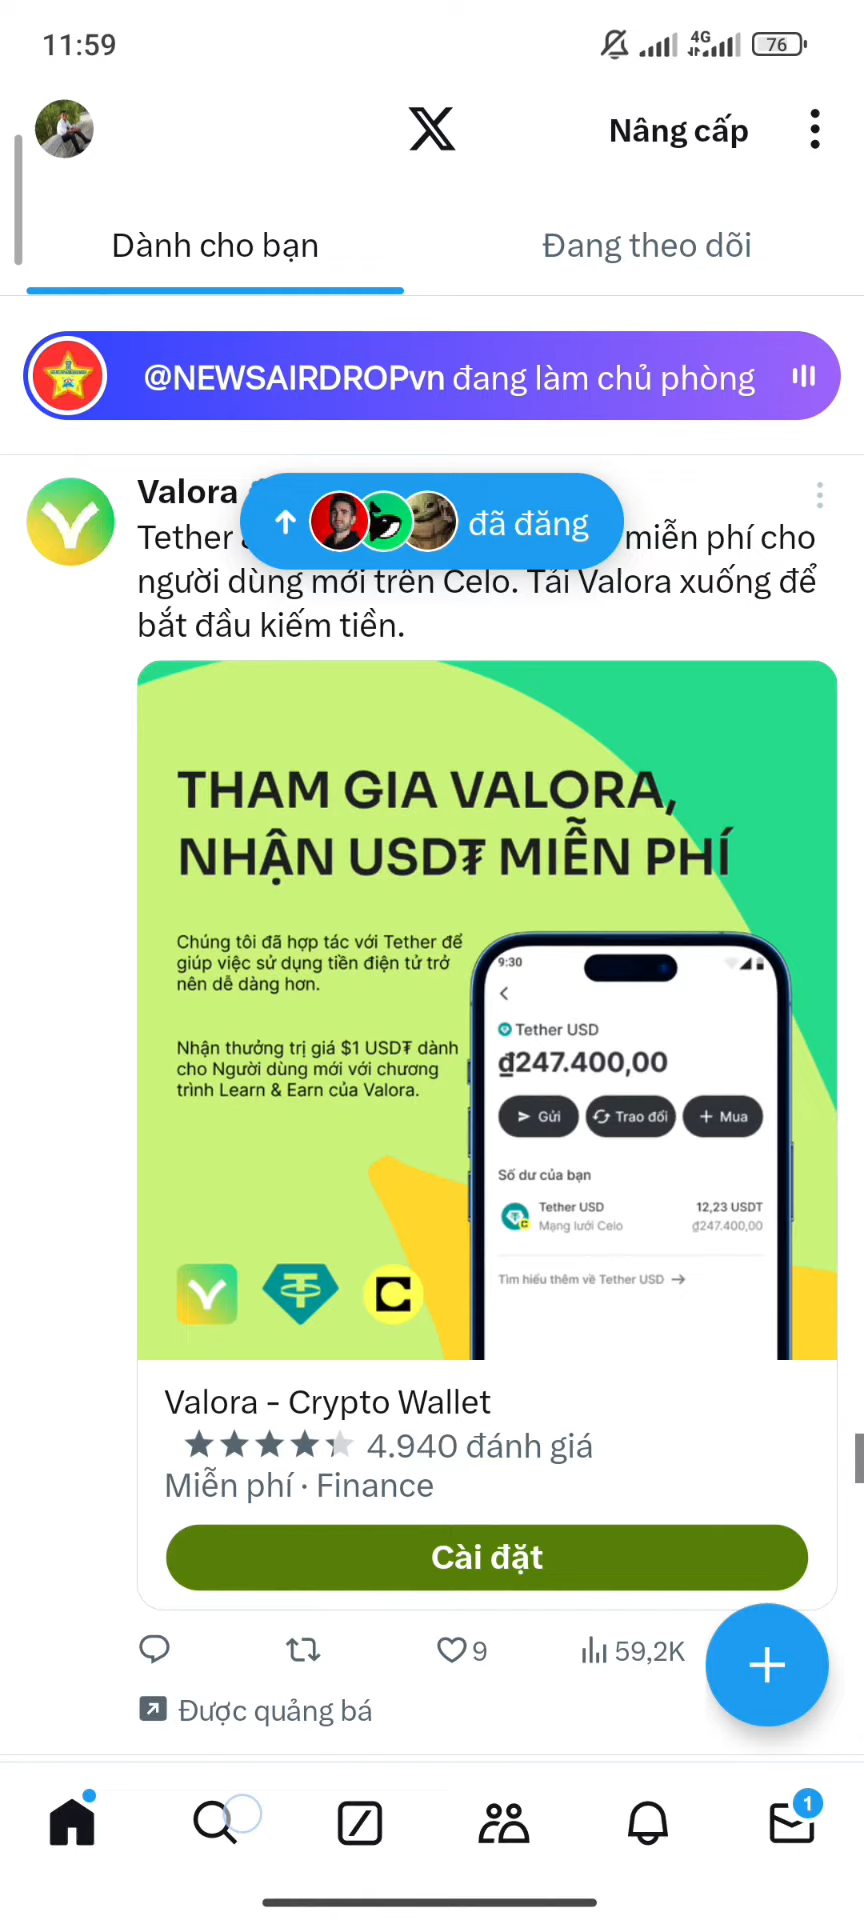 11:59
4G
76
Nâng cấp
Dành cho bạn
Đang theo dõi
@NEWSAIRDROPvn đang làm chủ phòng
Valora
đã đăng
Tether
miễn phí cho
người dùng mới trên Celo. Tải Valora xuống để
bắt đầu kiếm tiền.
THAM GIA VALORA,
NHẬN USD₮ MIỄN PHÍ
Chúng tôi đã hợp tác với Tether để
giúp việc sử dụng tiền điện tử trở
nên dễ dàng hơn.
Nhận thưởng trị giá $1 USD₮ dành
cho Người dùng mới với chương
trình Learn & Earn của Valora.
9:30
Tether USD
₫247.400,00
Gửi
Trao đổi
Mua
Số dư của bạn
Tether USD
12,23 USDT
Mạng lưới Celo
₫247.400,00
Tìm hiểu thêm về Tether USD →
Valora - Crypto Wallet
4.940 đánh giá
Miễn phí · Finance
Cài đặt
9
59,2K
Được quảng bá
1